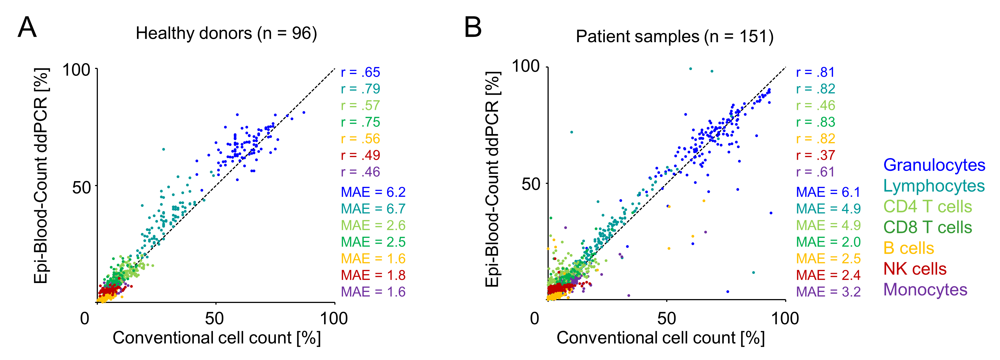 A
Healthy donors (n = 96)
Epi-Blood-Count ddPCR [%]
100
50
0
50
100
Conventional cell count [%]
r = .65
r = .79
r = .57
r = .75
r = .56
r = .49
r = .46
MAE = 6.2
MAE = 6.7
MAE = 2.6
MAE = 2.5
MAE = 1.6
MAE = 1.8
MAE = 1.6
B
Patient samples (n = 151)
Epi-Blood-Count ddPCR [%]
100
50
0
50
100
Conventional cell count [%]
r = .81
r = .82
r = .46
r = .83
r = .82
r = .37
r = .61
MAE = 6.1
MAE = 4.9
MAE = 4.9
MAE = 2.0
MAE = 2.5
MAE = 2.4
MAE = 3.2
Granulocytes
Lymphocytes
CD4 T cells
CD8 T cells
B cells
NK cells
Monocytes